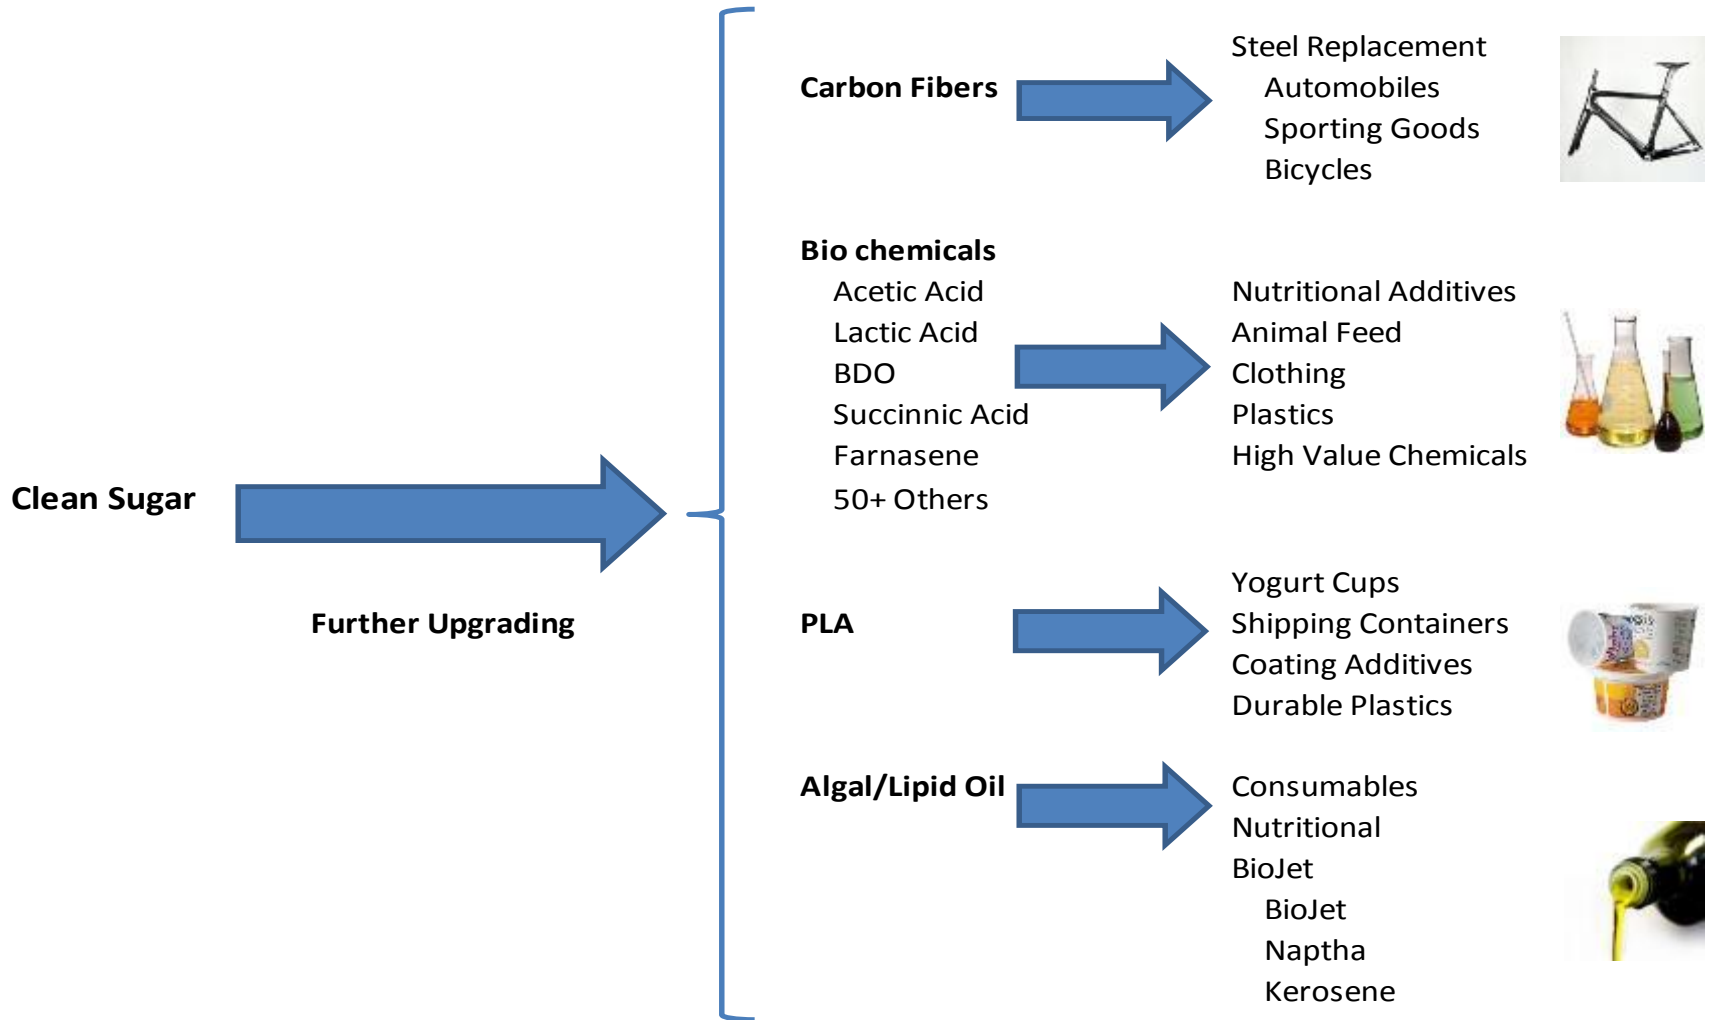 Clean Sugar
Further Upgrading
Carbon Fibers
Steel Replacement
Automobiles
Sporting Goods
Bicycles
Bio chemicals
Acetic Acid
Lactic Acid
BDO
Succinnic Acid
Farnasene
50+ Others
Nutritional Additives
Animal Feed
Clothing
Plastics
High Value Chemicals
PLA
Yogurt Cups
Shipping Containers
Coating Additives
Durable Plastics
Algal/Lipid Oil
Consumables
Nutritional
BioJet
BioJet
Naptha
Kerosene